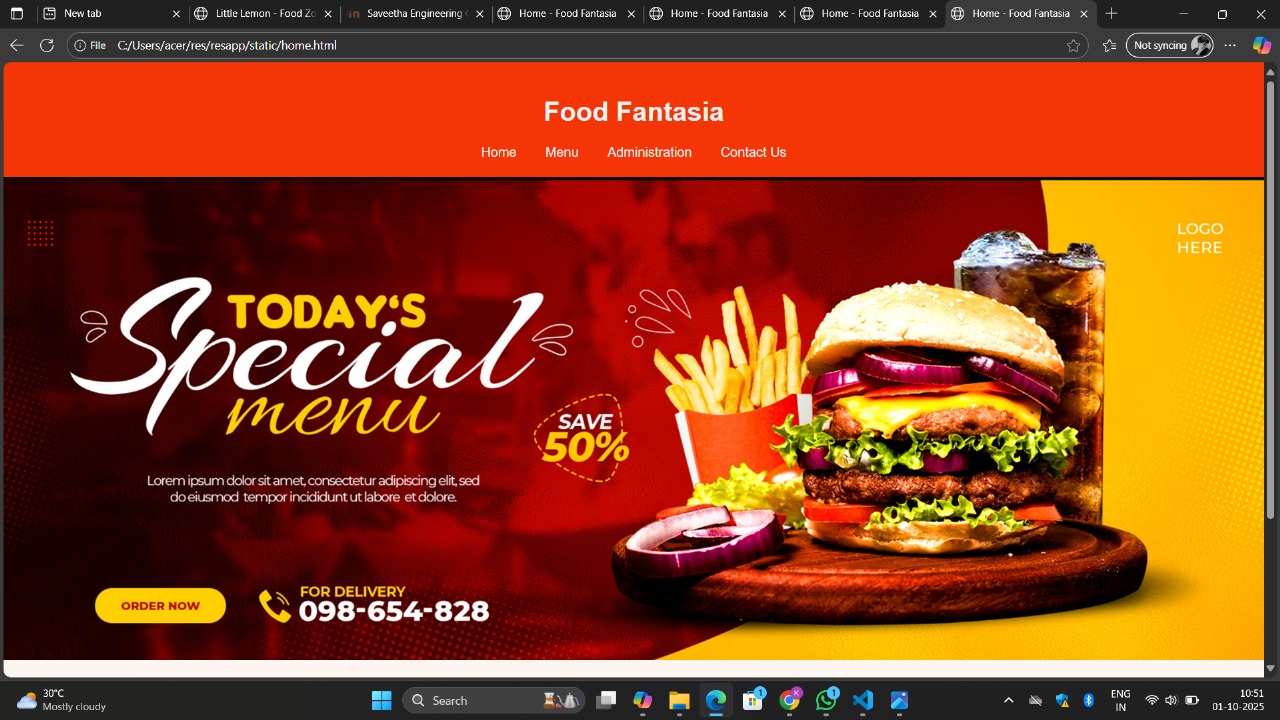 New tab
Little Lemon - Food Zo
Saveetha Engineering C
Home - Food Fantasia
Home - Food Fantasia
Home - Food Fantasia
Home - Food Fantasia
File
C:/Users/acer/res/resapp/static/home.html
Not syncing
Food Fantasia
Home Menu Administration Contact Us
LOGO
HERE
TODAY‘S
Special
menu
SAVE
50%
Lorem ipsum dolor sit amet, consectetur adipiscing elit, sed
do eiusmod tempor incididunt ut labore et dolore.
ORDER NOW
FOR DELIVERY
098-654-828
30°C
Mostly cloudy
Search
1
K
1
ENG
IN
10:51
01-10-2025